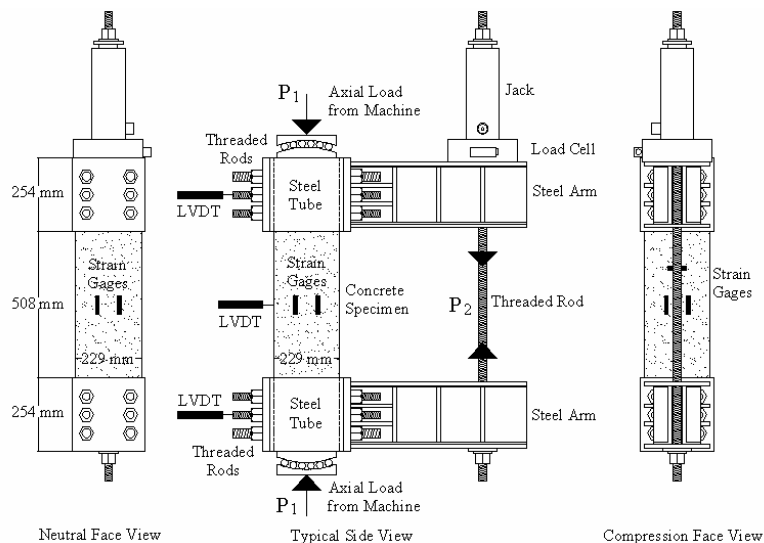 P1
Axial Load
from Machine
Jack
Threaded
Rods
Load Cell
254 mm
Steel
Tube
Steel Arm
LVDT
Strain
Gages
Strain
Gages
Concrete
Specimen
Strain
Gages
508 mm
P2
Threaded Rod
LVDT
229 mm
229 mm
LVDT
254 mm
Steel
Tube
Steel Arm
Threaded
Rods
P1
Axial Load
from Machine
Neutral Face View
Typical Side View
Compression Face View